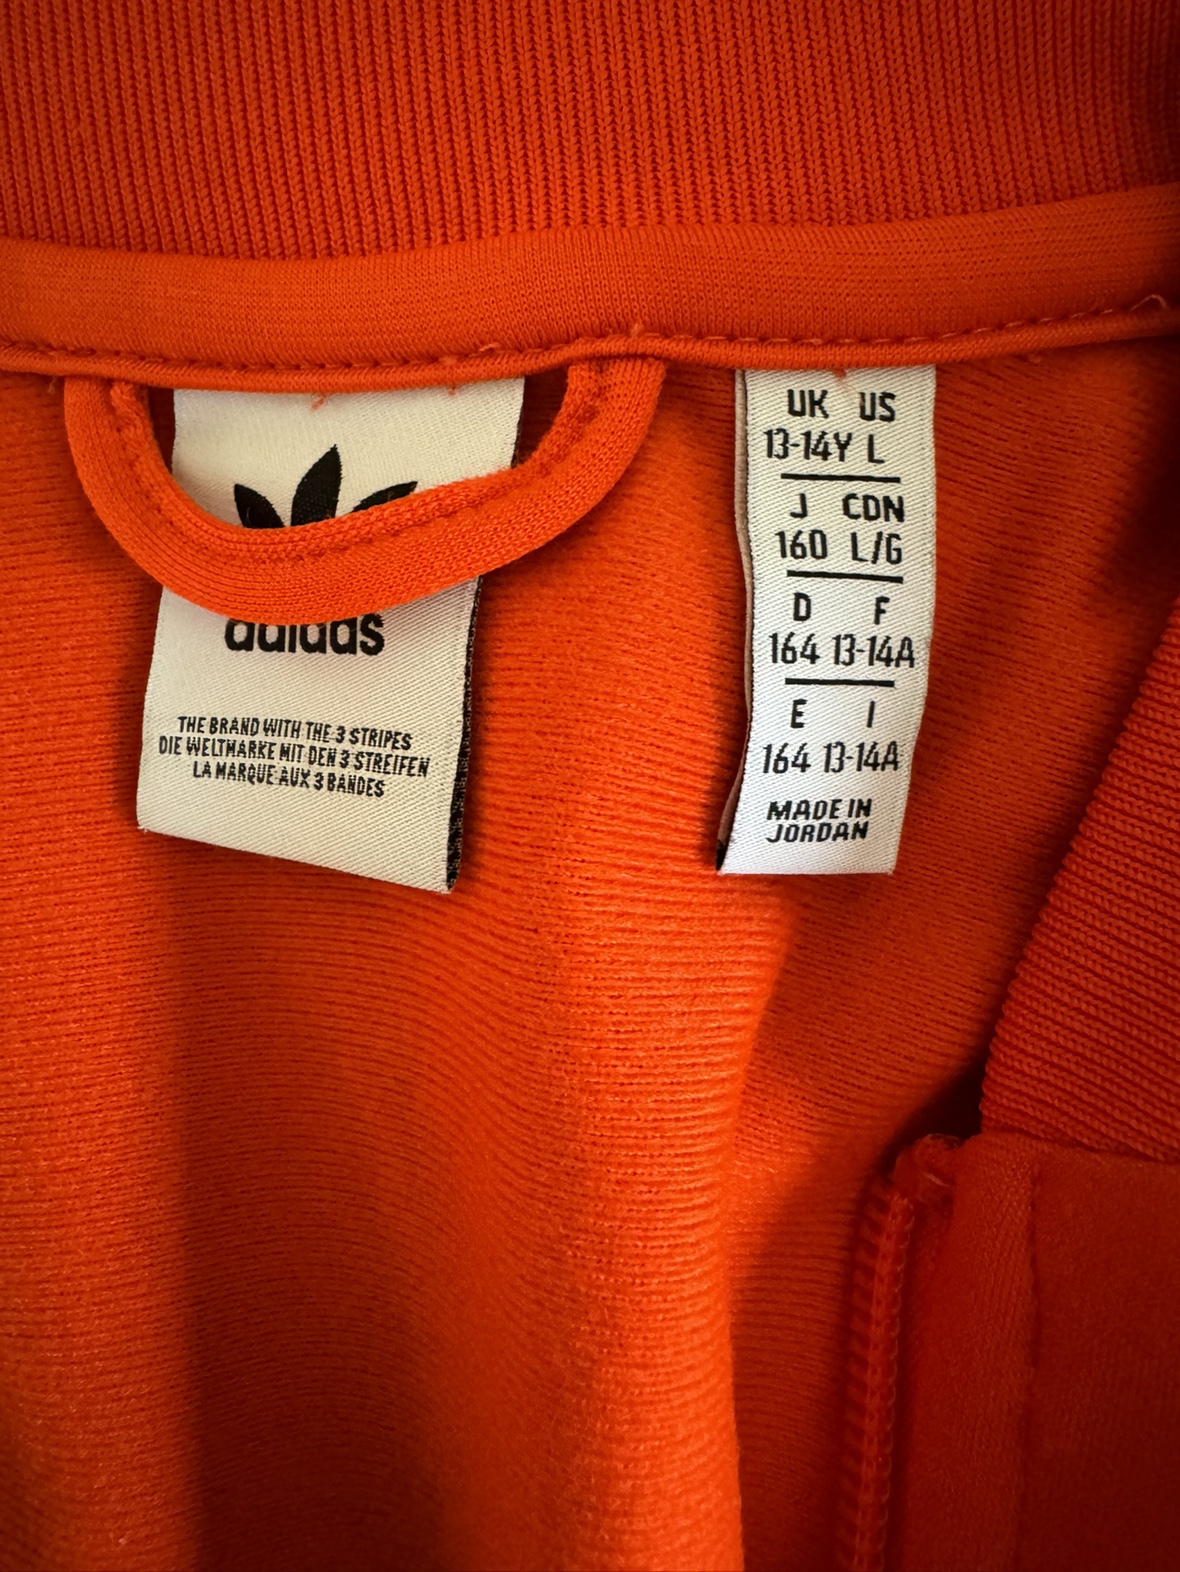 adidas
THE BRAND WITH THE 3 STRIPES
DIE WELTMARKE MIT DEN 3 STREIFEN
LA MARQUE AUX 3 BANDES
UK US
13-14Y L
J CDN
160 L/G
D F
164 13-14A
E I
164 13-14A
MADE IN
JORDAN